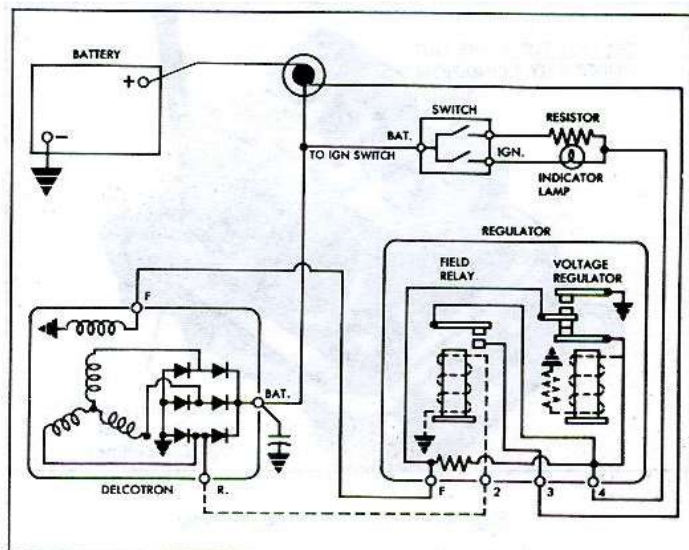 BATTERY
+
-
SWITCH
BAT.
RESISTOR
TO IGN SWITCH
IGN.
INDICATOR
LAMP
REGULATOR
FIELD
RELAY
VOLTAGE
REGULATOR
F
BAT.
DELCOTRON
R.
F
2
3
4